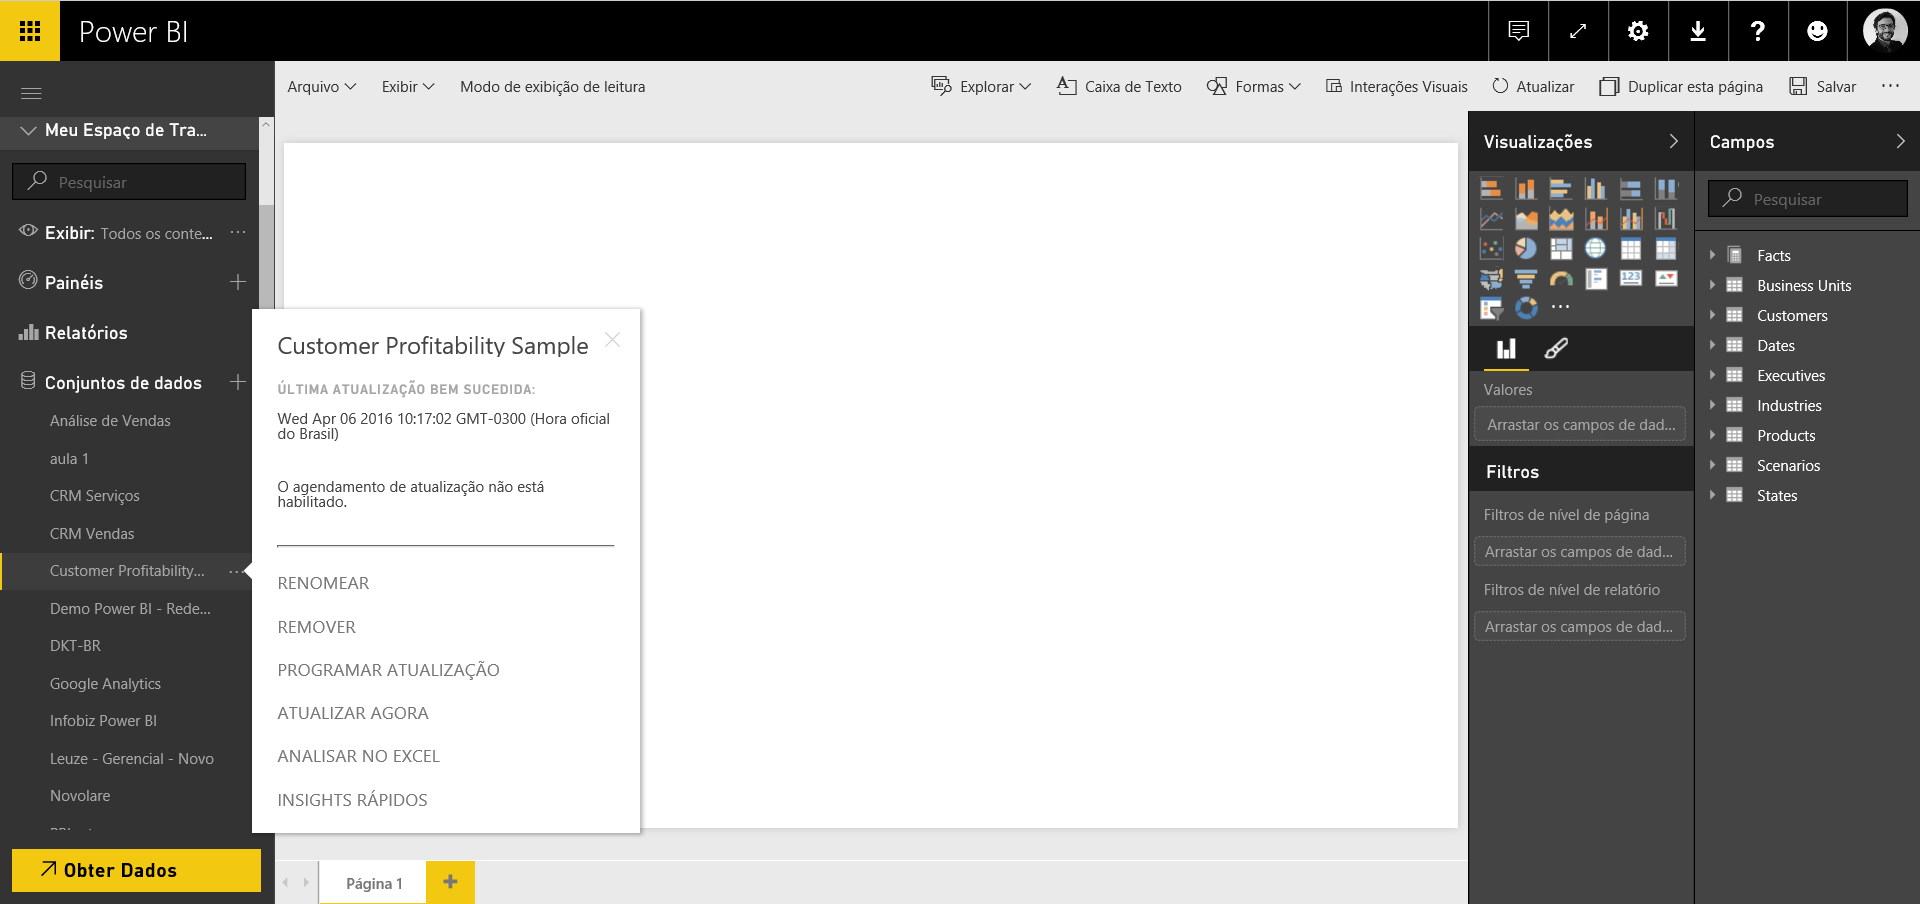 Power BI
?
Arquivo
Exibir
Modo de exibição de leitura
Explorar
Caixa de Texto
Formas
Interações Visuais
Atualizar
Duplicar esta página
Salvar
...
Meu Espaço de Tra...
Pesquisar
Exibir: Todos os conte...
...
Painéis
Relatórios
Conjuntos de dados
Análise de Vendas
aula 1
CRM Serviços
CRM Vendas
Customer Profitability...
...
Demo Power BI - Rede...
DKT-BR
Google Analytics
Infobiz Power BI
Leuze - Gerencial - Novo
Novolare
Obter Dados
Customer Profitability Sample
ÚLTIMA ATUALIZAÇÃO BEM SUCEDIDA:
Wed Apr 06 2016 10:17:02 GMT-0300 (Hora oficial
do Brasil)
O agendamento de atualização não está
habilitado.
RENOMEAR
REMOVER
PROGRAMAR ATUALIZAÇÃO
ATUALIZAR AGORA
ANALISAR NO EXCEL
INSIGHTS RÁPIDOS
Página 1
+
Visualizações
123
...
Valores
Arrastar os campos de dad...
Filtros
Filtros de nível de página
Arrastar os campos de dad...
Filtros de nível de relatório
Arrastar os campos de dad...
Campos
Pesquisar
Facts
Business Units
Customers
Dates
Executives
Industries
Products
Scenarios
States